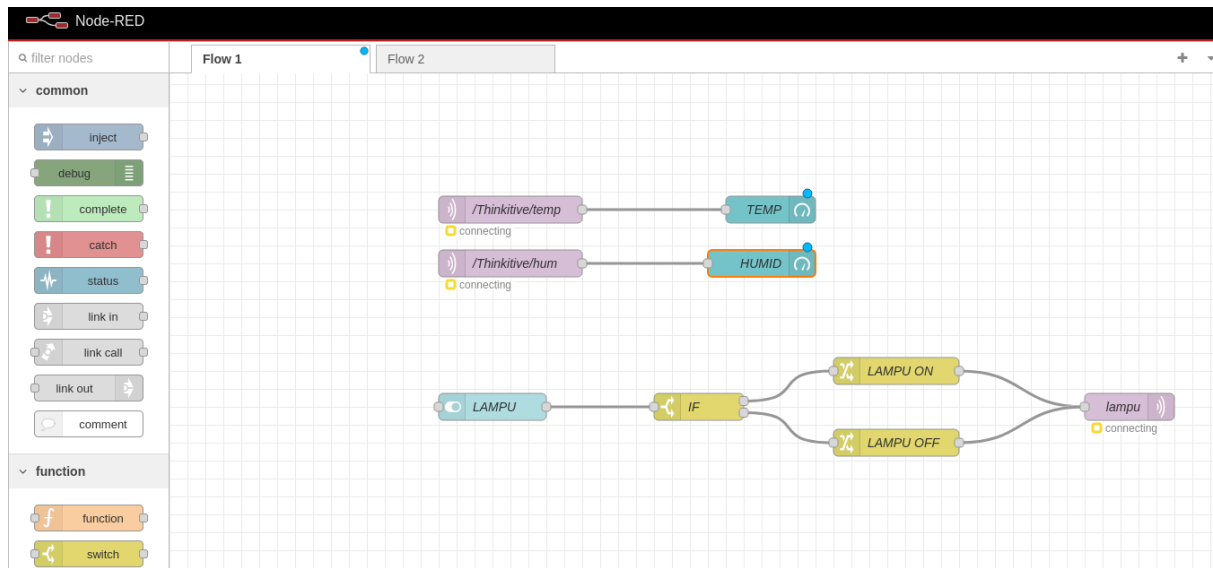 Node-RED
filter nodes
Flow 1
Flow 2
common
inject
debug
complete
catch
status
link in
link call
link out
comment
function
function
switch
/Thinkitive/temp
connecting
TEMP
/Thinkitive/hum
connecting
HUMID
LAMPU
IF
LAMPU ON
LAMPU OFF
lampu
connecting